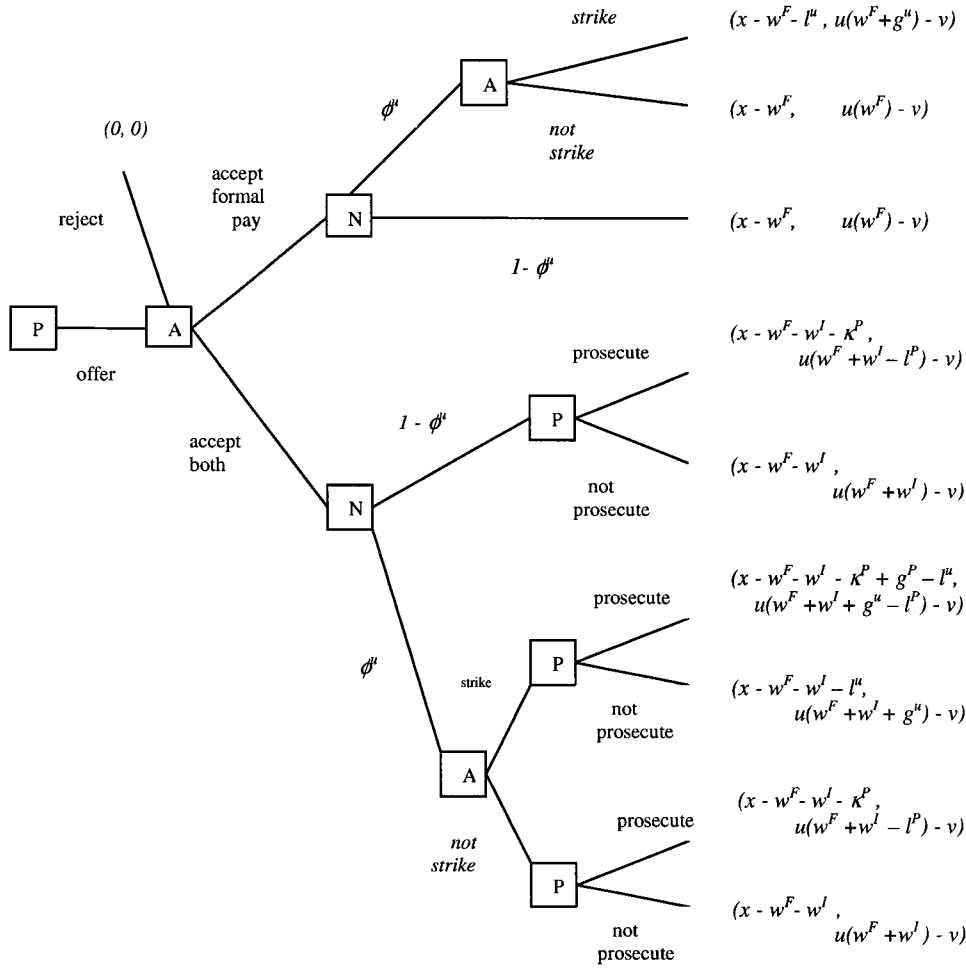 strike
(x - w^F - l^u , u(w^F+g^u) - v)
A
ϕ^u
(0, 0)
not
strike
(x - w^F, u(w^F) - v)
accept
formal
pay
reject
N
(x - w^F, u(w^F) - v)
1 - ϕ^u
P
A
offer
(x - w^F - w^I - κ^P ,
u(w^F +w^I – l^P) - v)
prosecute
1 - ϕ^u
P
accept
both
not
prosecute
(x - w^F - w^I ,
u(w^F +w^I) - v)
N
(x - w^F - w^I - κ^P + g^P – l^u,
u(w^F +w^I + g^u – l^P) - v)
prosecute
ϕ^u
P
strike
not
prosecute
(x - w^F - w^I – l^u,
u(w^F +w^I + g^u) - v)
A
(x - w^F - w^I - κ^P ,
u(w^F +w^I – l^P) - v)
prosecute
not
strike
P
not
prosecute
(x - w^F - w^I ,
u(w^F +w^I) - v)